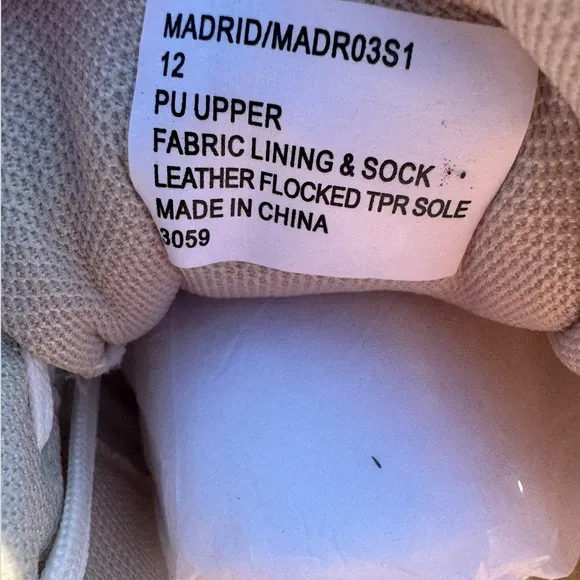 MADRID/MADR03S1
12
PU UPPER
FABRIC LINING & SOCK
LEATHER FLOCKED TPR SOLE
MADE IN CHINA
3059